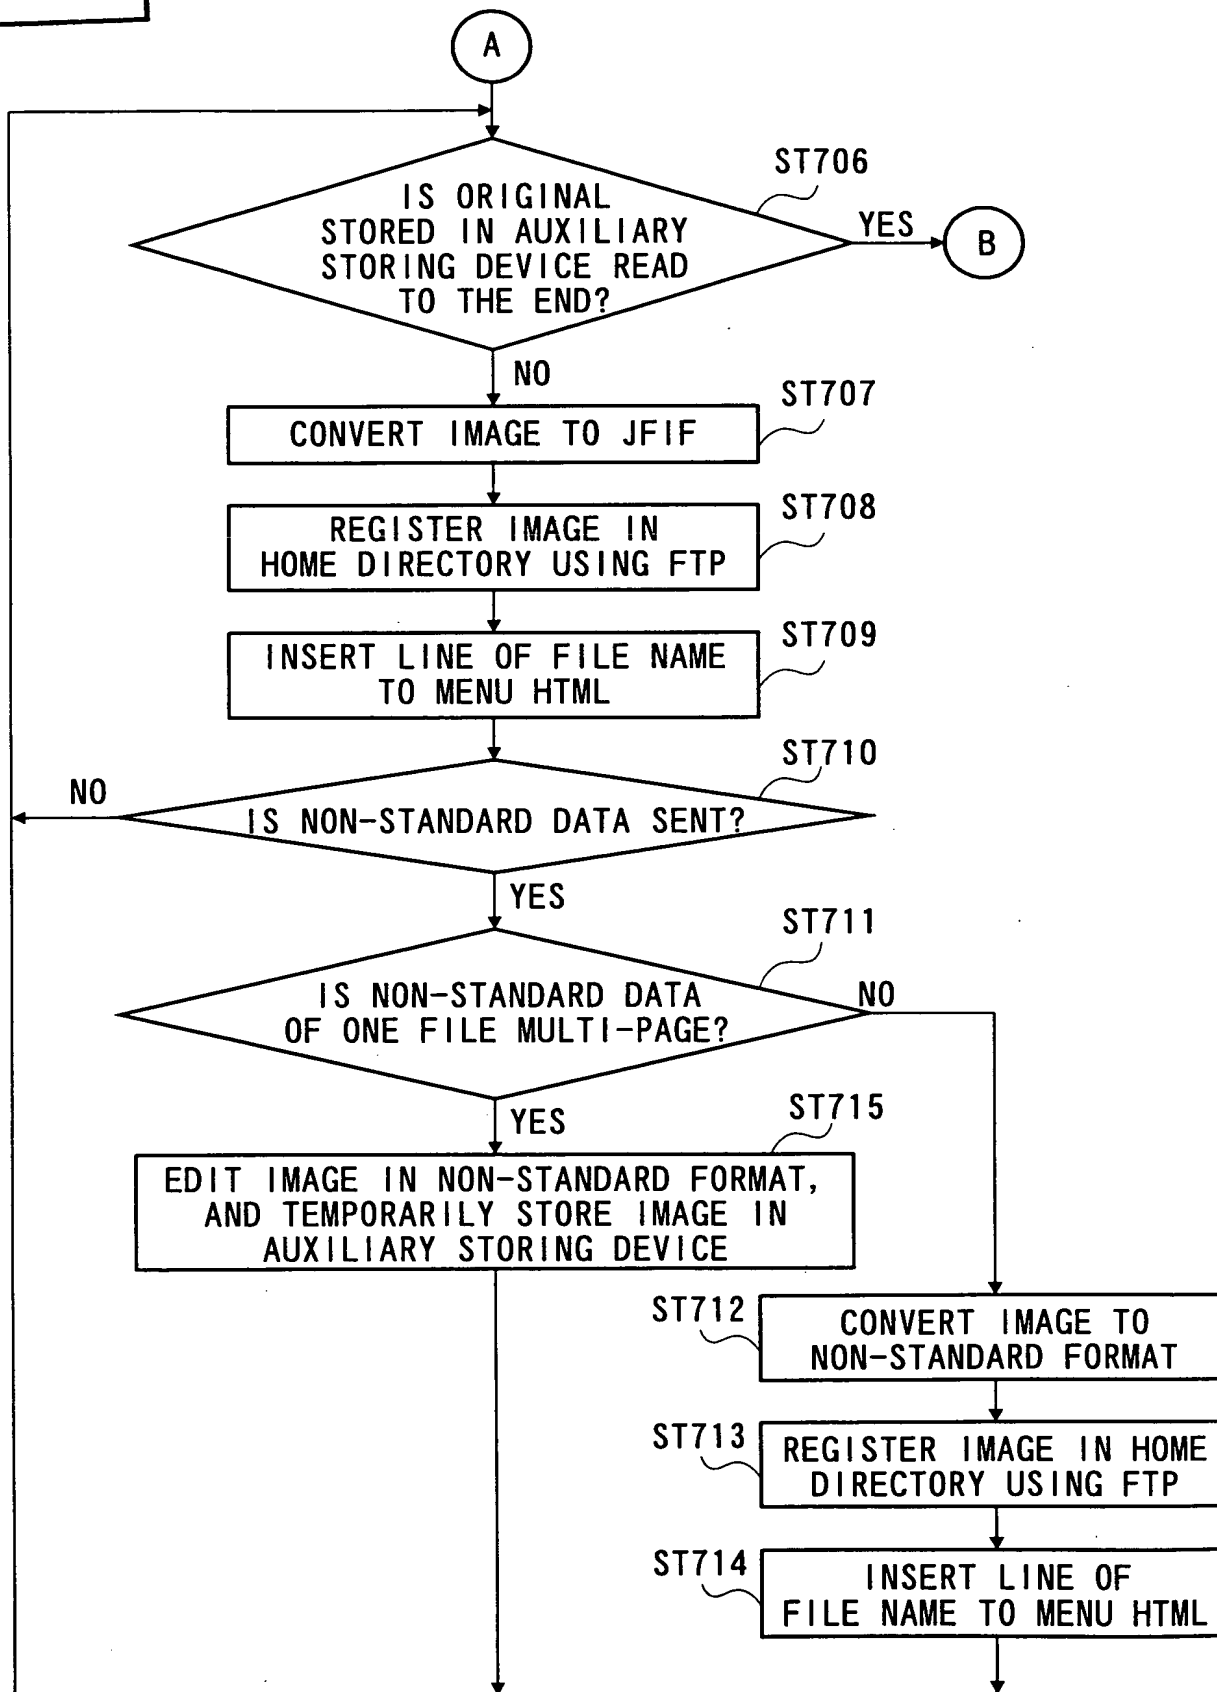 A
ST706
IS ORIGINAL
STORED IN AUXILIARY
STORING DEVICE READ
TO THE END?
YES
B
NO
ST707
CONVERT IMAGE TO JFIF
ST708
REGISTER IMAGE IN
HOME DIRECTORY USING FTP
ST709
INSERT LINE OF FILE NAME
TO MENU HTML
ST710
NO
IS NON-STANDARD DATA SENT?
YES
ST711
IS NON-STANDARD DATA
OF ONE FILE MULTI-PAGE?
NO
YES
ST715
EDIT IMAGE IN NON-STANDARD FORMAT,
AND TEMPORARILY STORE IMAGE IN
AUXILIARY STORING DEVICE
ST712
CONVERT IMAGE TO
NON-STANDARD FORMAT
ST713
REGISTER IMAGE IN HOME
DIRECTORY USING FTP
ST714
INSERT LINE OF
FILE NAME TO MENU HTML